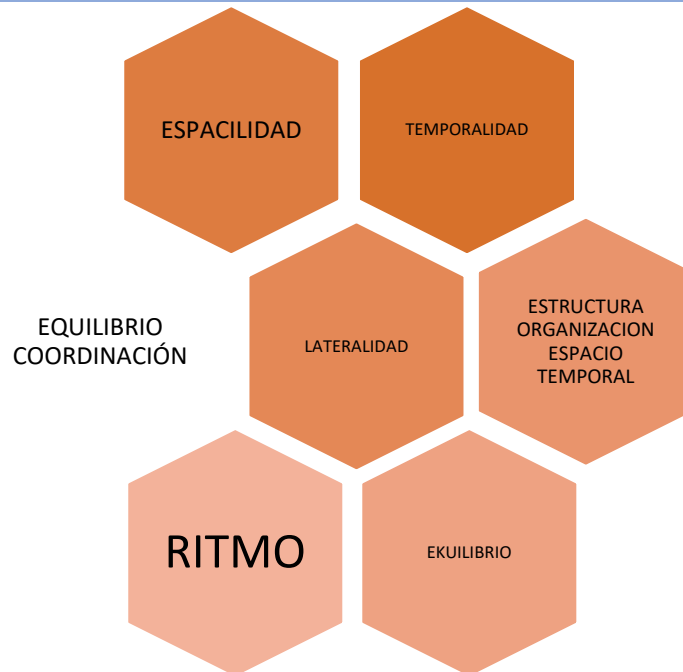 ESPACILIDAD
TEMPORALIDAD
EQUILIBRIO
COORDINACIÓN
LATERALIDAD
ESTRUCTURA
ORGANIZACION
ESPACIO
TEMPORAL
RITMO
EKUILIBRIO